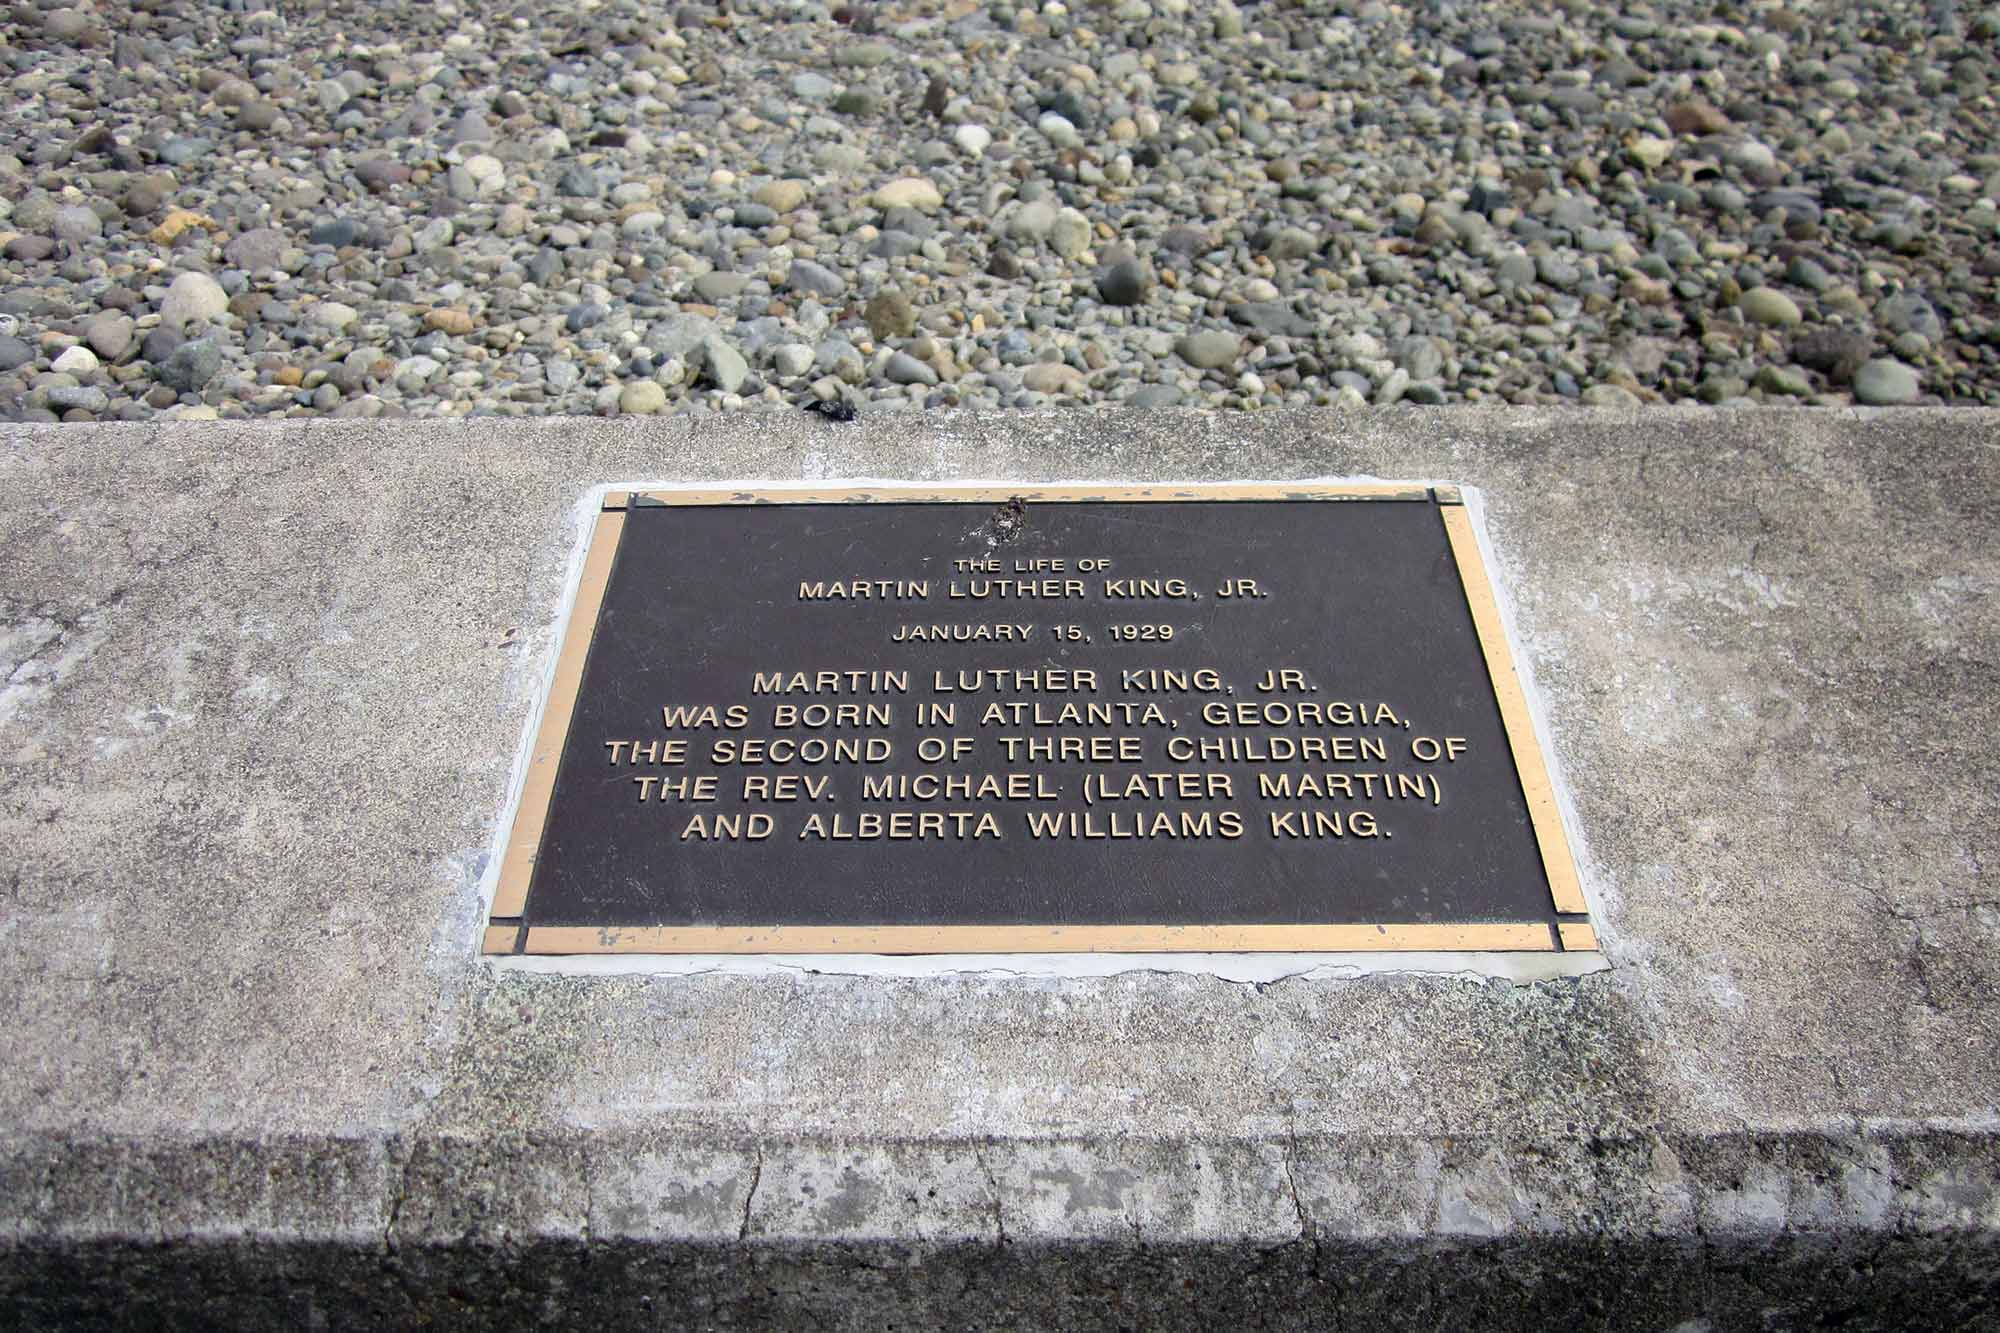 THE LIFE OF
MARTIN LUTHER KING, JR.
JANUARY 15, 1929
MARTIN LUTHER KING, JR.
WAS BORN IN ATLANTA, GEORGIA,
THE SECOND OF THREE CHILDREN OF
THE REV. MICHAEL (LATER MARTIN)
AND ALBERTA WILLIAMS KING.